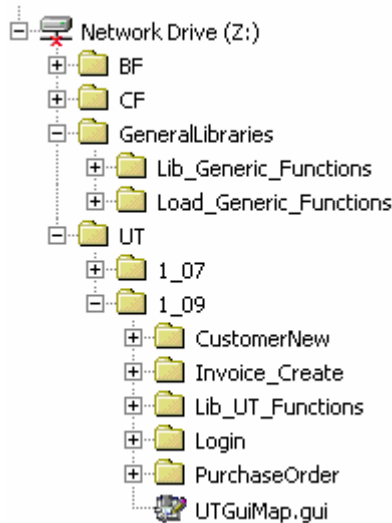 Network Drive (Z:)
BF
CF
GeneralLibraries
Lib_Generic_Functions
Load_Generic_Functions
UT
1_07
1_09
CustomerNew
Invoice_Create
Lib_UT_Functions
Login
PurchaseOrder
UTGuiMap.gui